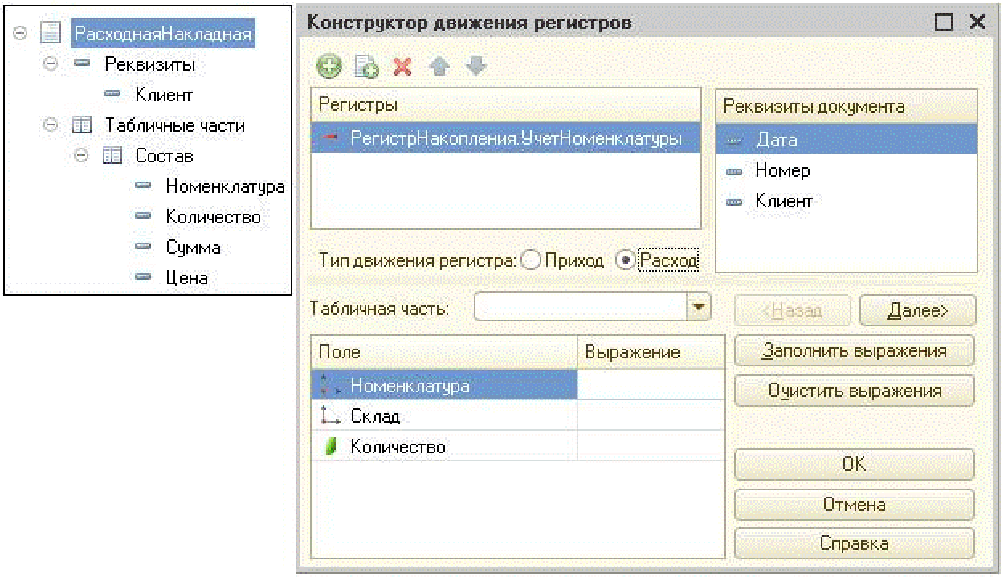 РасходнаяНакладная
Реквизиты
Клиент
Табличные части
Состав
Номенклатура
Количество
Сумма
Цена
Конструктор движения регистров
Регистры
РегистрНакопления.УчетНоменклатуры
Реквизиты документа
Дата
Номер
Клиент
Тип движения регистра: Приход Расход
Табличная часть:
<Назад Далее>
Поле Выражение
Заполнить выражения
Номенклатура
Очистить выражения
Склад
Количество
ОК
Отмена
Справка